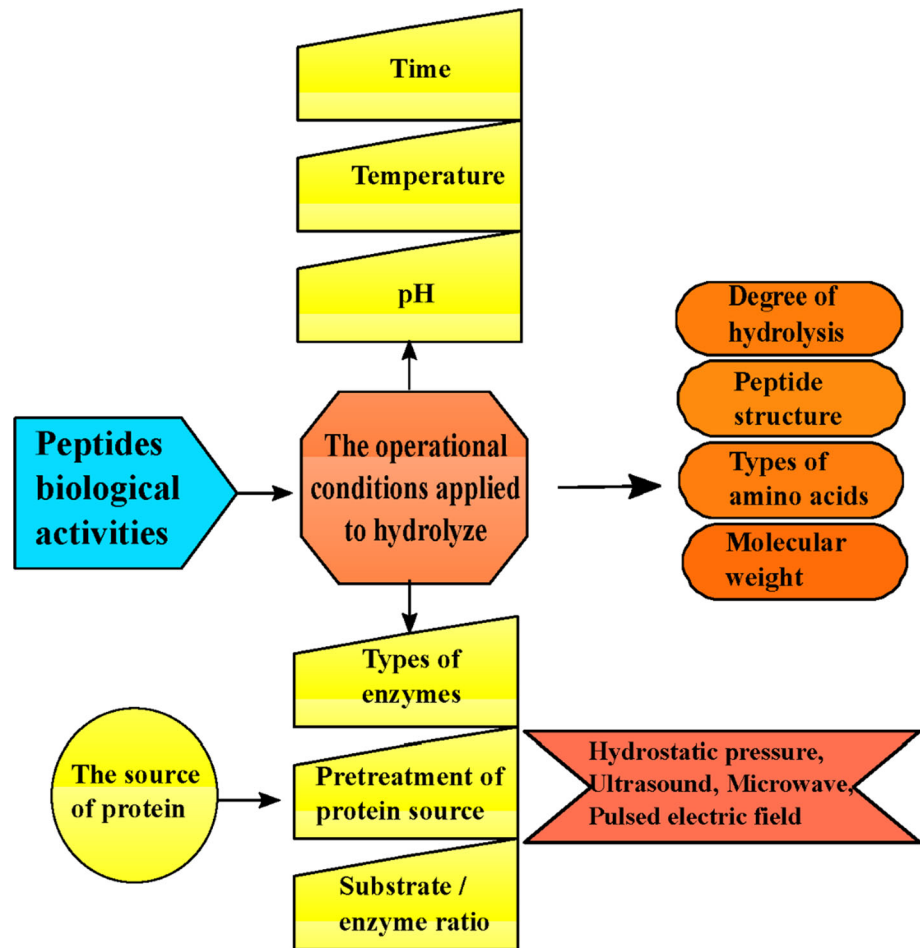 Time
Temperature
pH
Degree of
hydrolysis
Peptide
structure
Types of
amino acids
Molecular
weight
Peptides
biological
activities
The operational
conditions applied
to hydrolyze
Types of
enzymes
The source
of protein
Pretreatment of
protein source
Hydrostatic pressure,
Ultrasound, Microwave,
Pulsed electric field
Substrate /
enzyme ratio